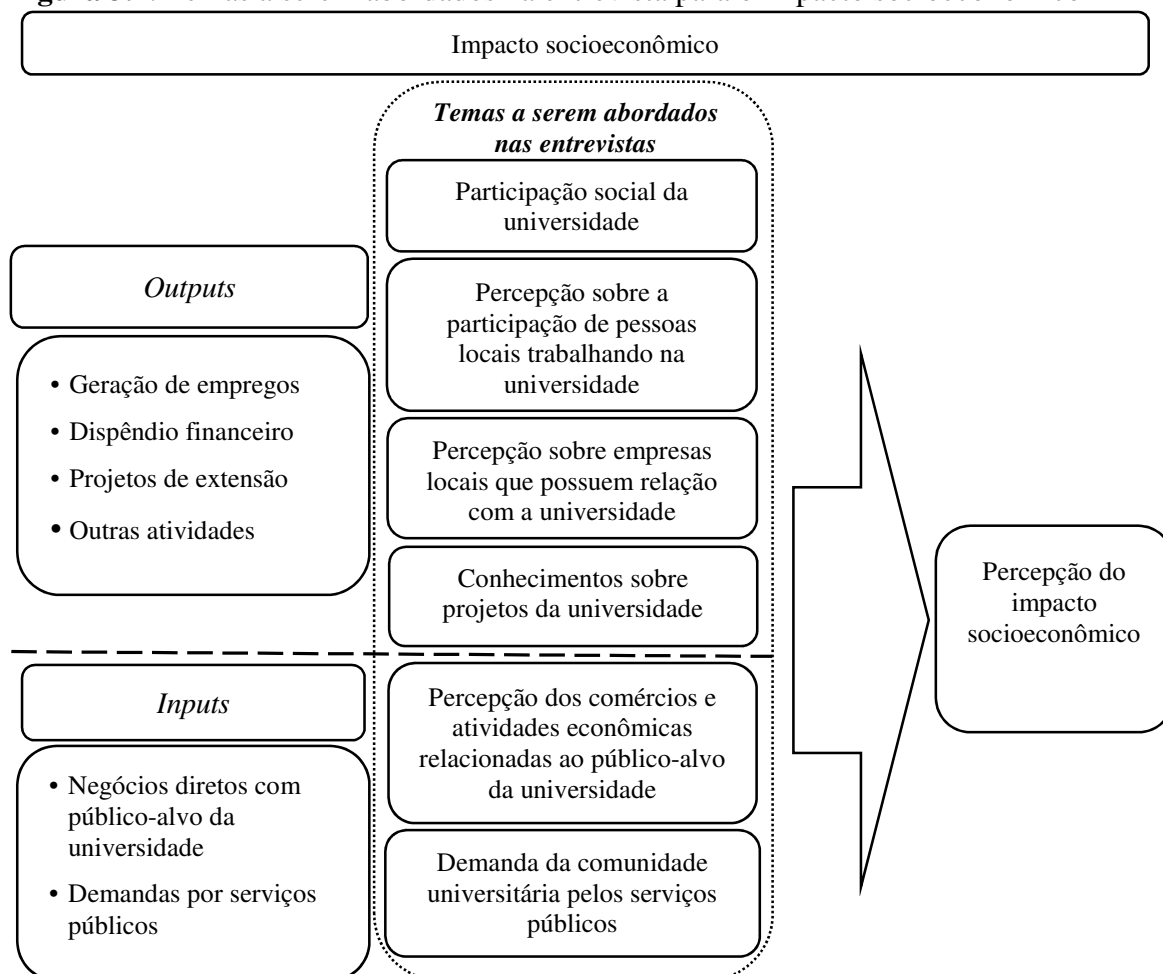 Impacto socioeconômico
Temas a serem abordados
nas entrevistas
Participação social da
universidade
Outputs
Percepção sobre a
participação de pessoas
locais trabalhando na
universidade
• Geração de empregos
• Dispêndio financeiro
• Projetos de extensão
• Outras atividades
Percepção sobre empresas
locais que possuem relação
com a universidade
Conhecimentos sobre
projetos da universidade
Percepção do
impacto
socioeconômico
Inputs
Percepção dos comércios e
atividades econômicas
relacionadas ao público-alvo
da universidade
• Negócios diretos com
público-alvo da
universidade
• Demandas por serviços
públicos
Demanda da comunidade
universitária pelos serviços
públicos